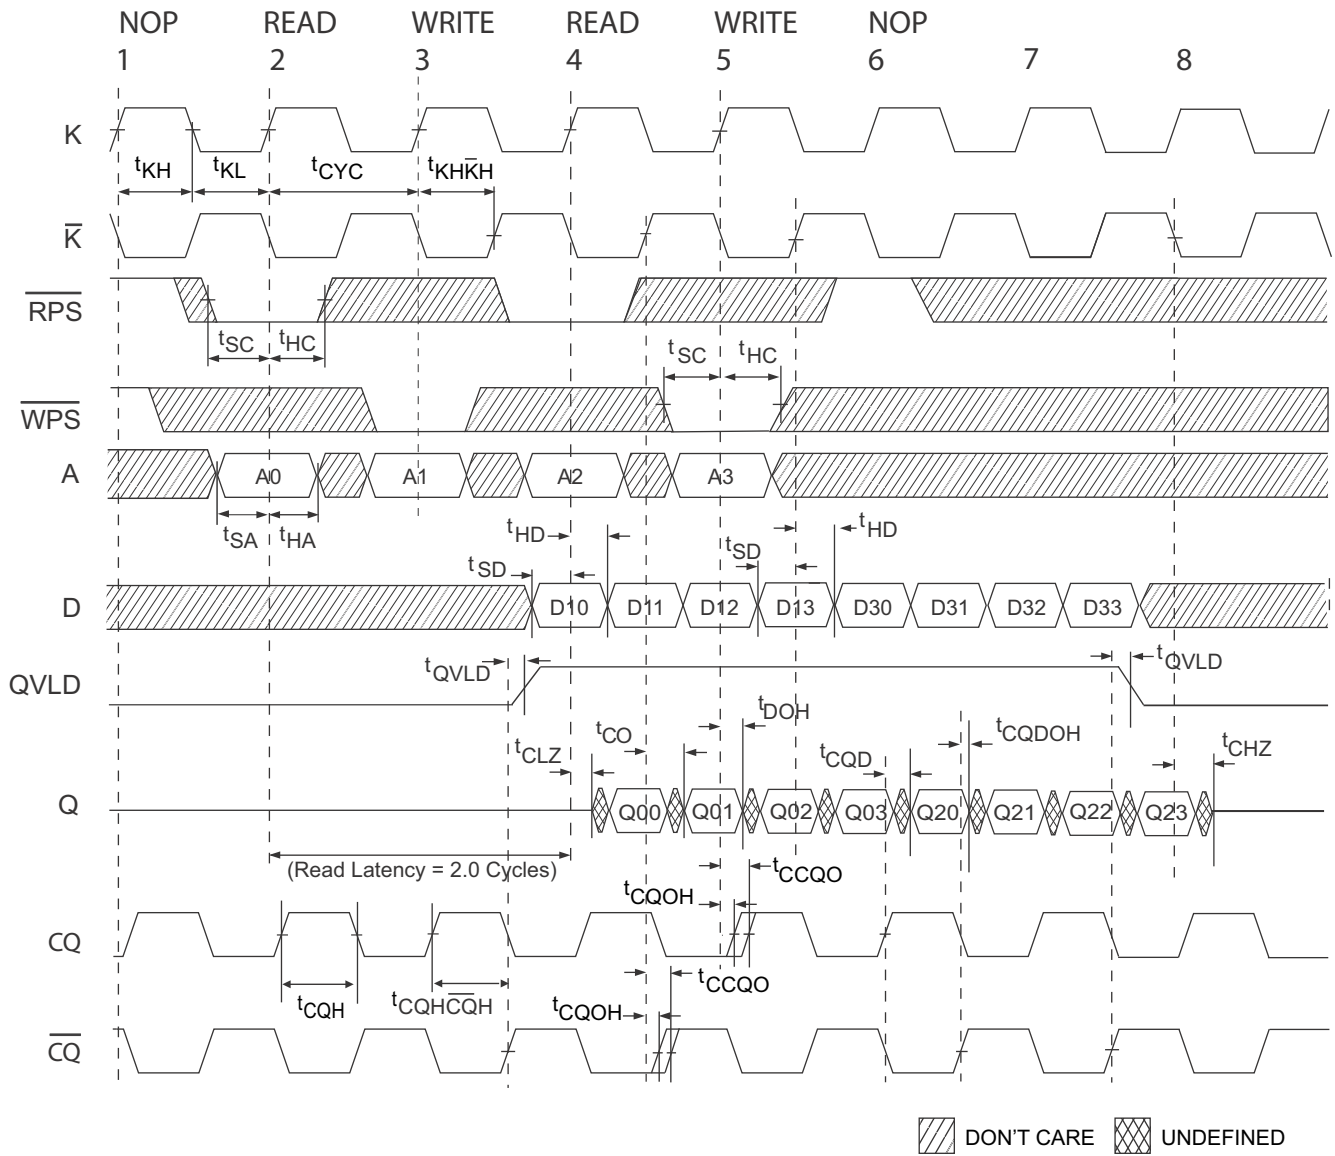 NOP READ WRITE READ WRITE NOP
1 2 3 4 5 6 7 8
K
tKH tKL tCYC tKHK̅H
K̅
R̅P̅S̅
tSC tHC tSC tHC
W̅P̅S̅
A A0 A1 A2 A3
tSA tHA tHD tSD tHD
tSD
D D10 D11 D12 D13 D30 D31 D32 D33
tQVLD tQVLD
QVLD
tDOH
tCO tCQDOH
tCLZ tCQD tCHZ
Q Q00 Q01 Q02 Q03 Q20 Q21 Q22 Q23
(Read Latency = 2.0 Cycles)
tCCQO
tCQOH
CQ
tCCQO
tCQH tCQHC̅Q̅H tCQOH
C̅Q̅
DON'T CARE UNDEFINED